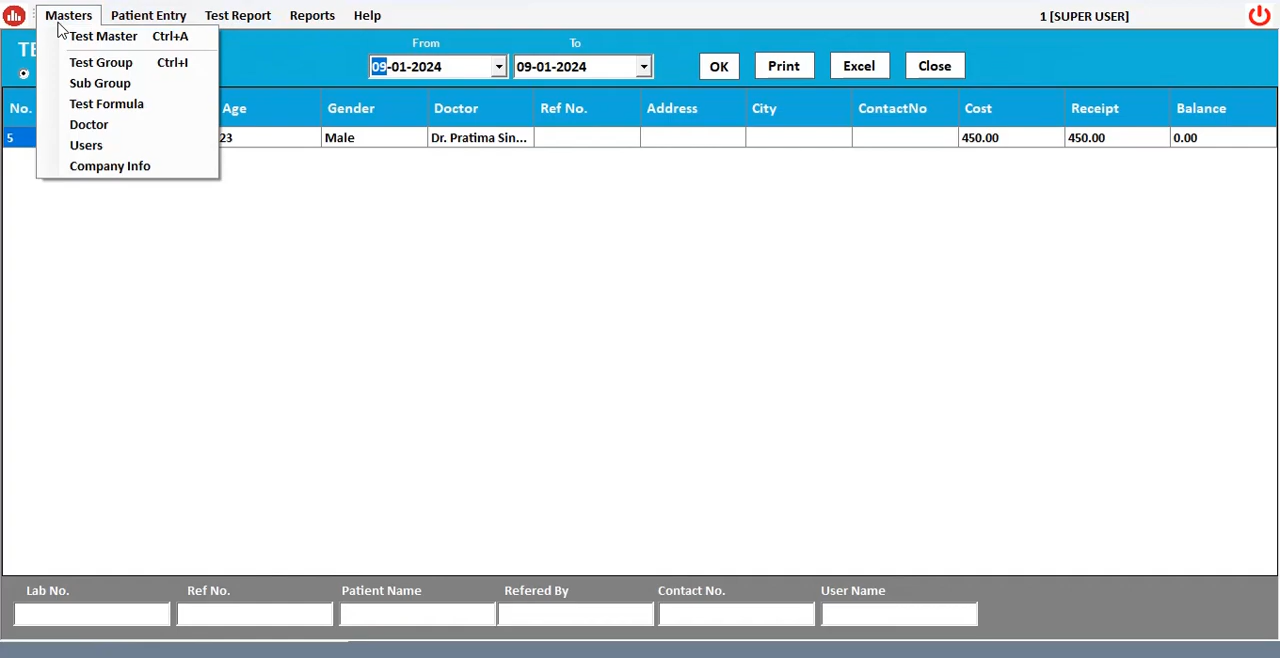 Masters Patient Entry Test Report Reports Help 1 [SUPER USER]
Test Master Ctrl+A
Test Group Ctrl+I
Sub Group
Test Formula
Doctor
Users
Company Info
TE
From To
09-01-2024 09-01-2024 OK Print Excel Close
No. Age Gender Doctor Ref No. Address City ContactNo Cost Receipt Balance
5 23 Male Dr. Pratima Sin... 450.00 450.00 0.00
Lab No. Ref No. Patient Name Refered By Contact No. User Name